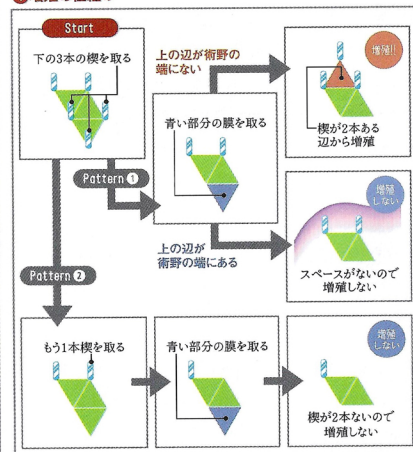 Start
下の3本の楔を取る
上の辺が術野の
端にない
増殖!!
楔が2本ある
辺から増殖
Pattern ❶
青い部分の膜を取る
増殖
しない
上の辺が
術野の端にある
スペースがないので
増殖しない
Pattern ❷
もう1本楔を取る
青い部分の膜を取る
増殖
しない
楔が2本ないので
増殖しない